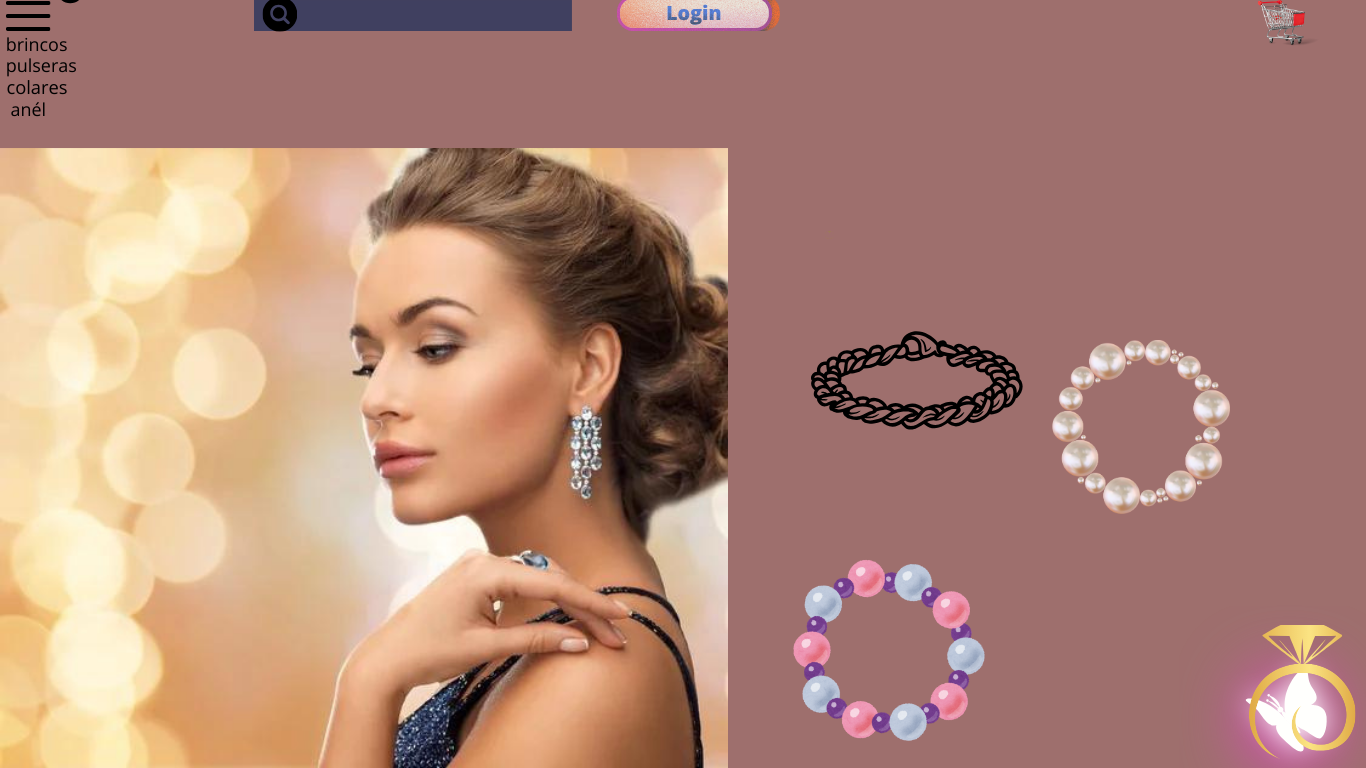 Login
brincos
pulseras
colares
anél